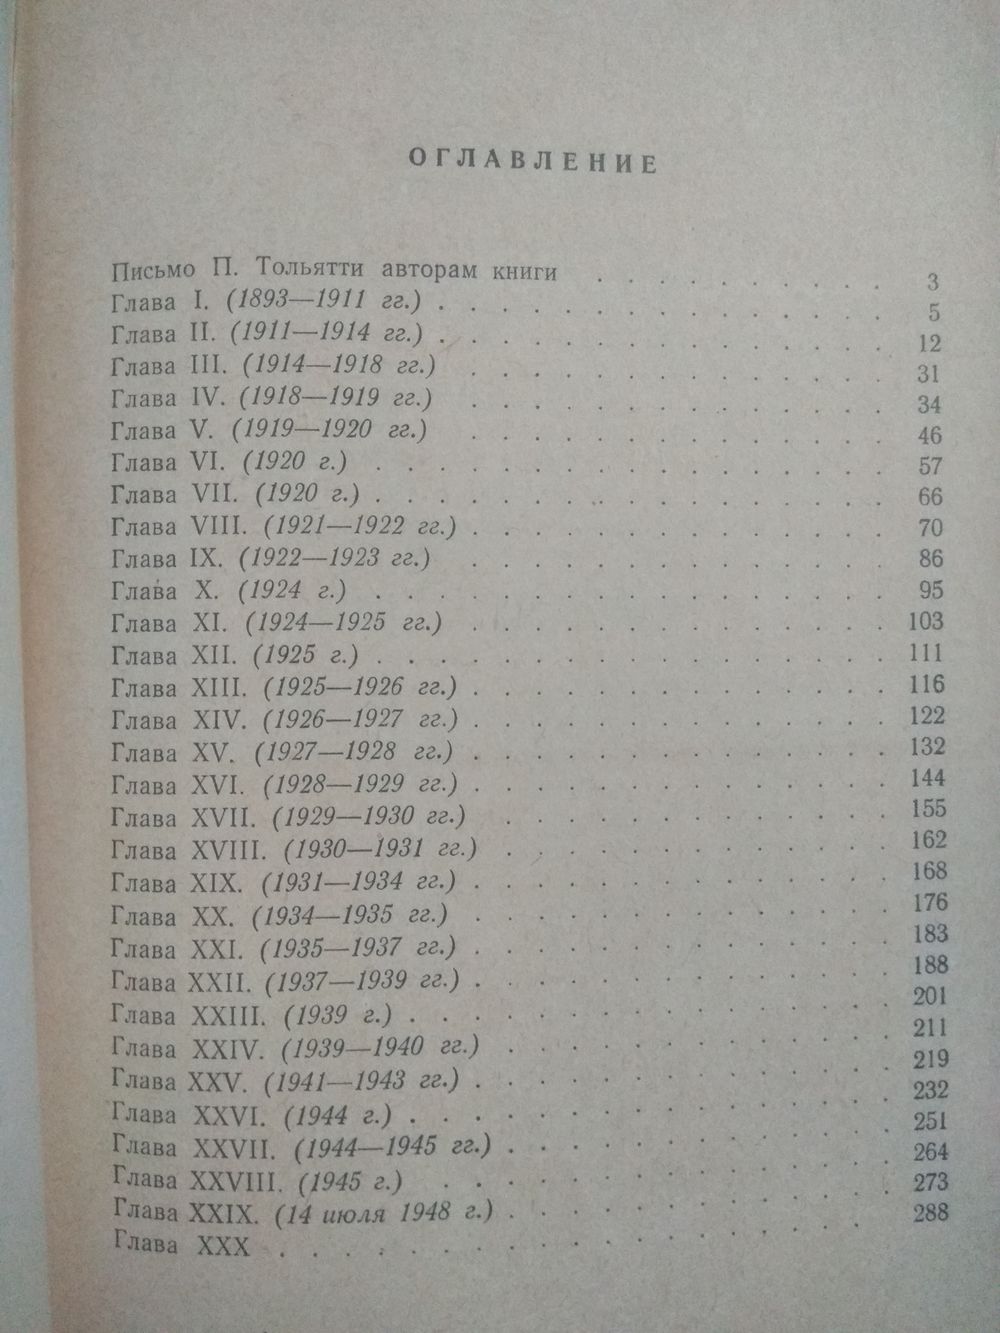 ОГЛАВЛЕНИЕ
Письмо П. Тольятти авторам книги . . . . . . . . . 3
Глава I. (1893—1911 гг.) . . . . . . . . . . . . . . 5
Глава II. (1911—1914 гг.) . . . . . . . . . . . . . . 12
Глава III. (1914—1918 гг.) . . . . . . . . . . . . . 31
Глава IV. (1918—1919 гг.) . . . . . . . . . . . . . 34
Глава V. (1919—1920 гг.) . . . . . . . . . . . . . 46
Глава VI. (1920 г.) . . . . . . . . . . . . . . . . 57
Глава VII. (1920 г.) . . . . . . . . . . . . . . . . 66
Глава VIII. (1921—1922 гг.) . . . . . . . . . . . . . 70
Глава IX. (1922—1923 гг.) . . . . . . . . . . . . . 86
Глава X. (1924 г.) . . . . . . . . . . . . . . . . 95
Глава XI. (1924—1925 гг.) . . . . . . . . . . . . . 103
Глава XII. (1925 г.) . . . . . . . . . . . . . . . . 111
Глава XIII. (1925—1926 гг.) . . . . . . . . . . . . . 116
Глава XIV. (1926—1927 гг.) . . . . . . . . . . . . . 122
Глава XV. (1927—1928 гг.) . . . . . . . . . . . . . 132
Глава XVI. (1928—1929 гг.) . . . . . . . . . . . . . 144
Глава XVII. (1929—1930 гг.) . . . . . . . . . . . . 155
Глава XVIII. (1930—1931 гг.) . . . . . . . . . . . . 162
Глава XIX. (1931—1934 гг.) . . . . . . . . . . . . . 168
Глава XX. (1934—1935 гг.) . . . . . . . . . . . . . 176
Глава XXI. (1935—1937 гг.) . . . . . . . . . . . . . 183
Глава XXII. (1937—1939 гг.) . . . . . . . . . . . . . 188
Глава XXIII. (1939 г.) . . . . . . . . . . . . . . . 201
Глава XXIV. (1939—1940 гг.) . . . . . . . . . . . . 211
Глава XXV. (1941—1943 гг.) . . . . . . . . . . . . . 219
Глава XXVI. (1944 г.) . . . . . . . . . . . . . . . 232
Глава XXVII. (1944—1945 гг.) . . . . . . . . . . . . 251
Глава XXVIII. (1945 г.) . . . . . . . . . . . . . . 264
Глава XXIX. (14 июля 1948 г.) . . . . . . . . . . . . 273
Глава XXX . . . . . . . . . . . . . . . . . . 288